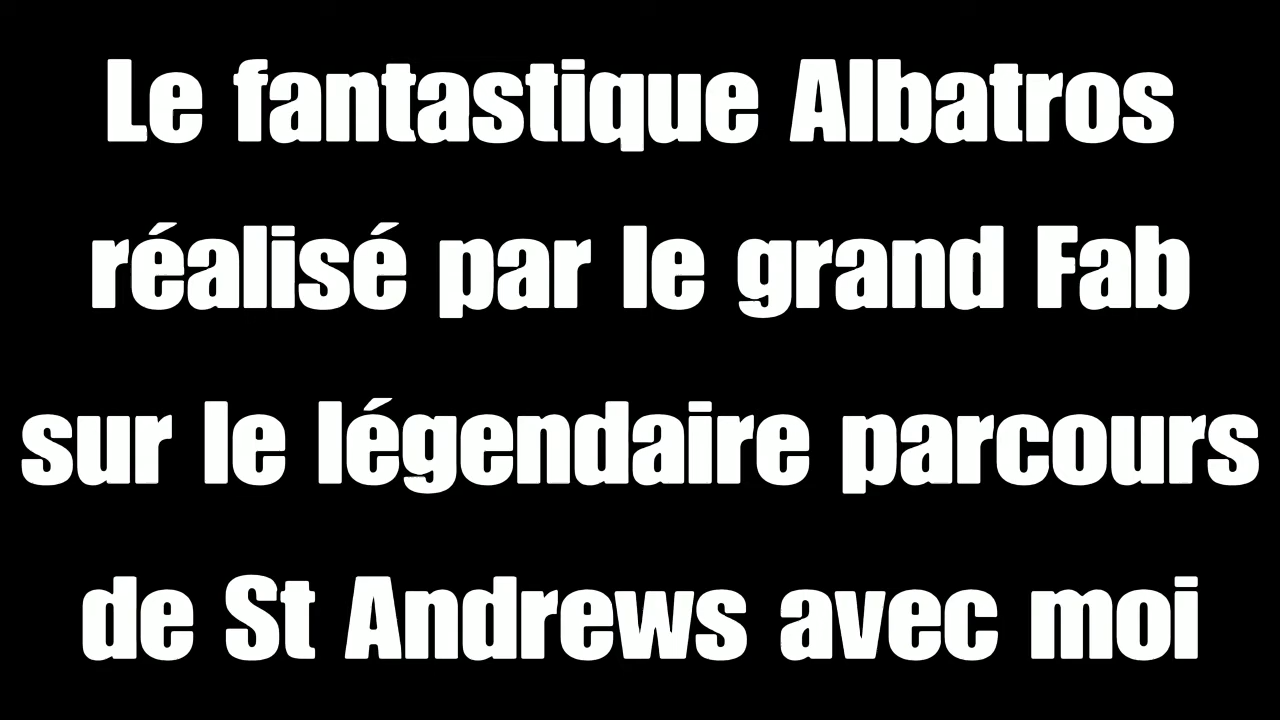 Le fantastique Albatros
réalisé par le grand Fab
sur le légendaire parcours
de St Andrews avec moi